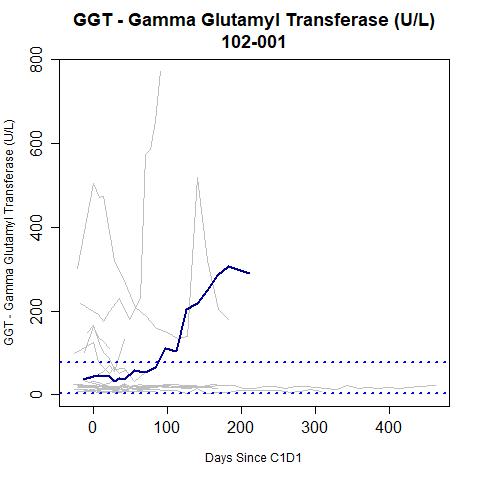 GGT - Gamma Glutamyl Transferase (U/L)
102-001
GGT - Gamma Glutamyl Transferase (U/L)
800
600
400
200
0
0 100 200 300 400
Days Since C1D1